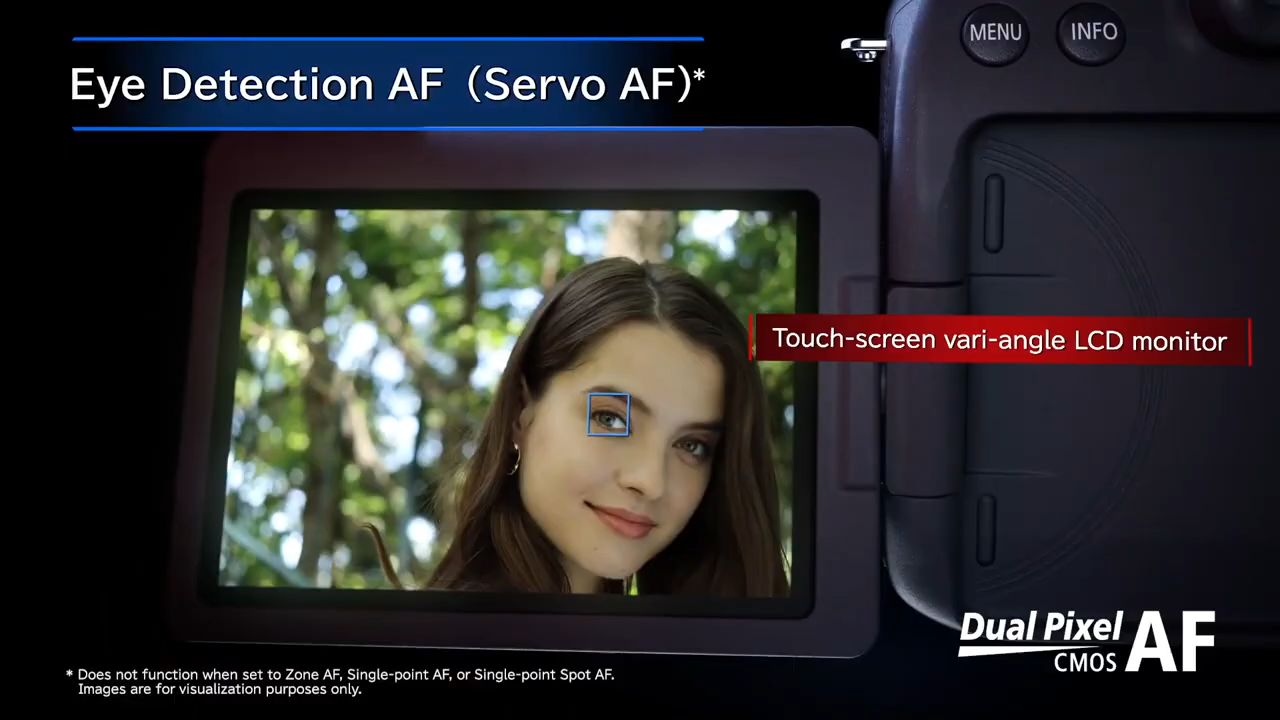 MENU INFO
Eye Detection AF (Servo AF)*
Touch-screen vari-angle LCD monitor
Dual Pixel
CMOS AF
* Does not function when set to Zone AF, Single-point AF, or Single-point Spot AF.
Images are for visualization purposes only.